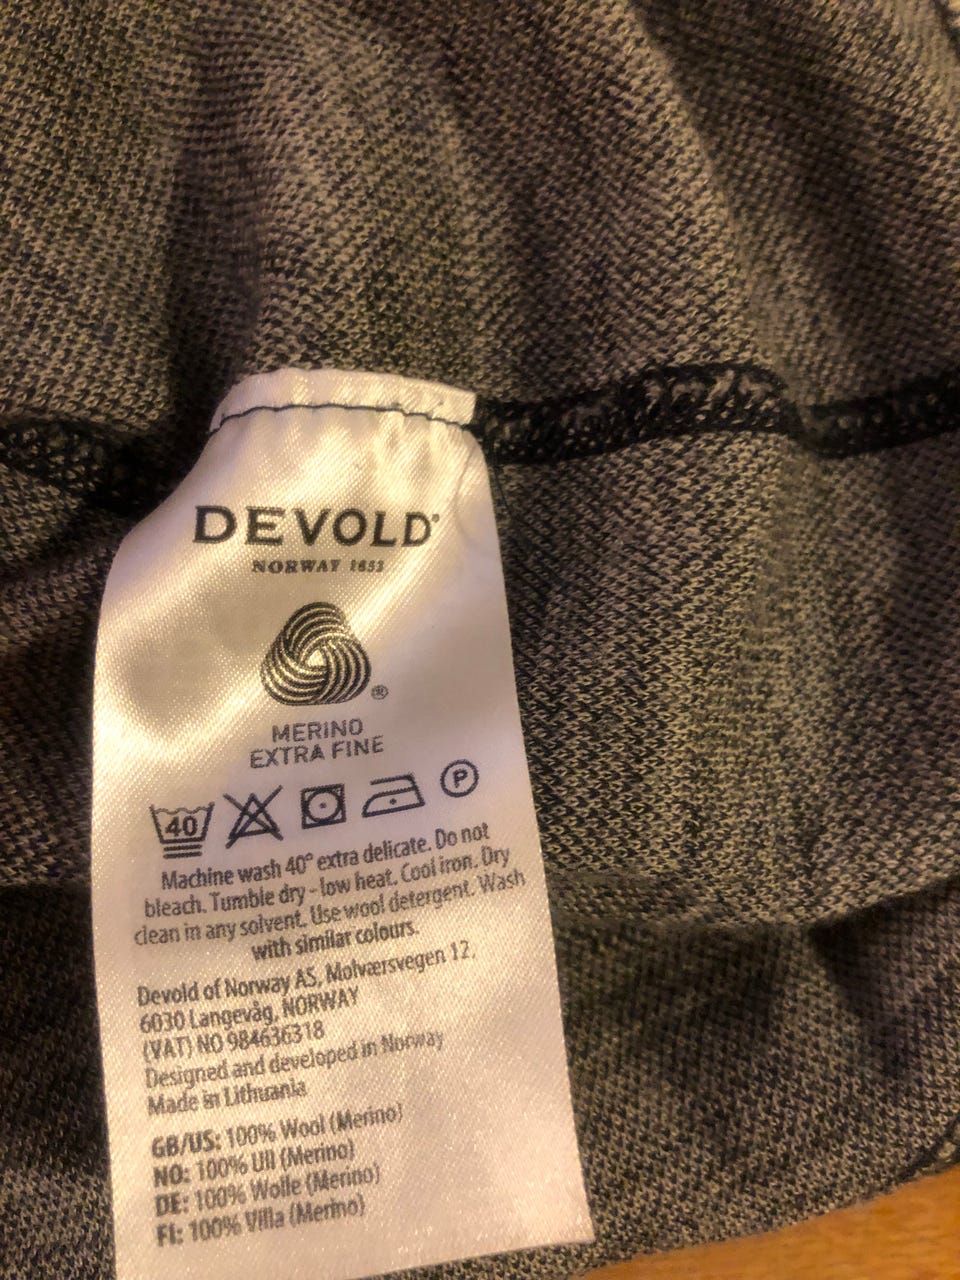 DEVOLD®
NORWAY 1853
®
MERINO
EXTRA FINE
40 P
Machine wash 40° extra delicate. Do not
bleach. Tumble dry - low heat. Cool iron. Dry
clean in any solvent. Use wool detergent. Wash
with similar colours.
Devold of Norway AS, Molværsvegen 12,
6030 Langevåg, NORWAY
(VAT) NO 984636318
Designed and developed in Norway
Made in Lithuania
GB/US: 100% Wool (Merino)
NO: 100% Ull (Merino)
DE: 100% Wolle (Merino)
FI: 100% Villa (Merino)